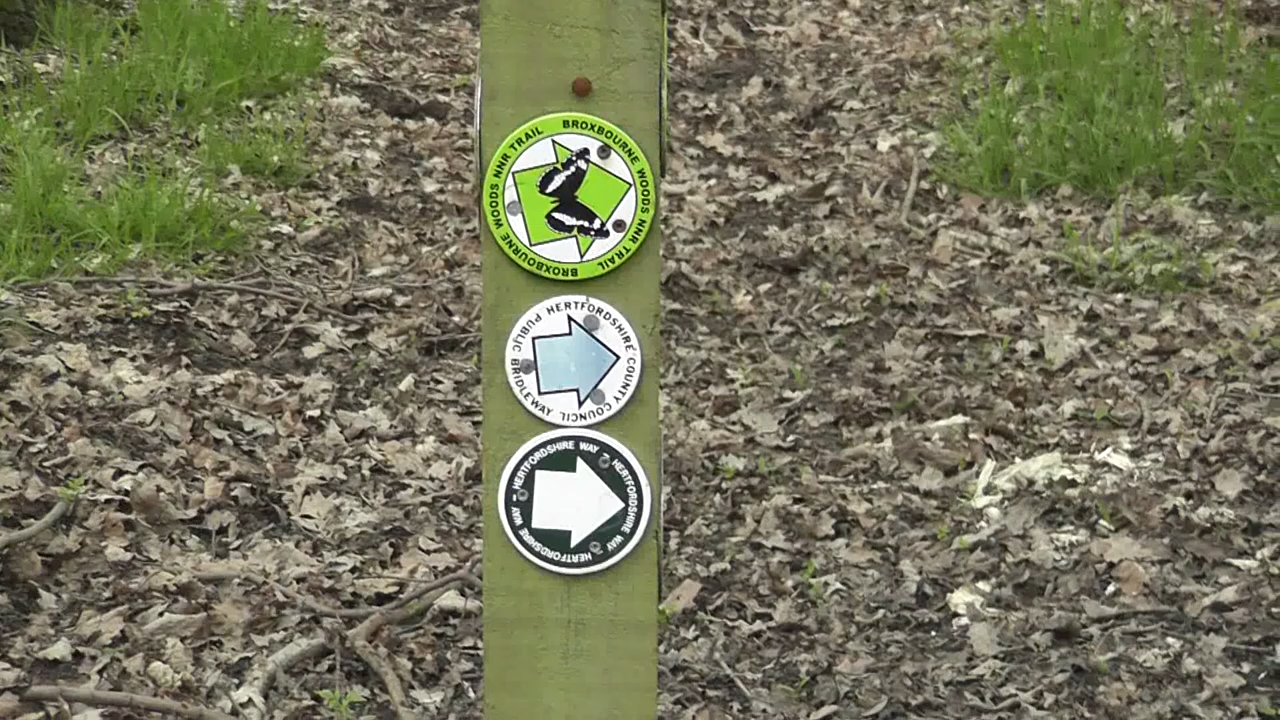 BROXBOURNE WOODS NNR TRAIL
BROXBOURNE WOODS NNR TRAIL
HERTFORDSHIRE COUNTY COUNCIL
PUBLIC BRIDLEWAY
HERTFORDSHIRE WAY –
HERTFORDSHIRE WAY
HERTFORDSHIRE WAY –